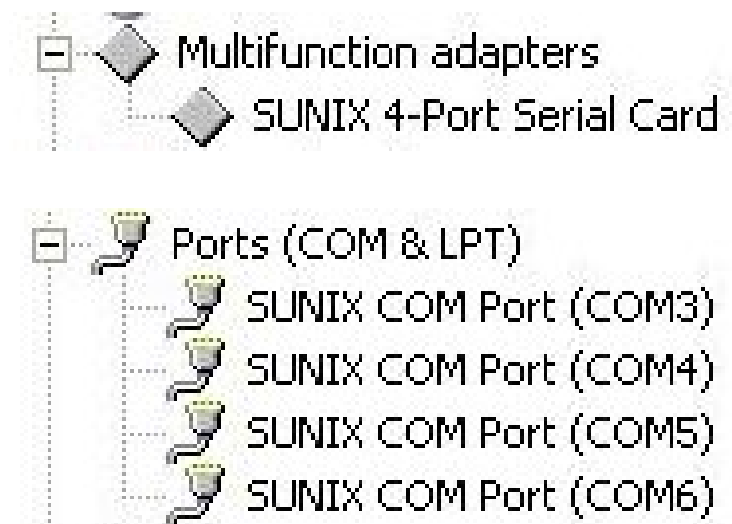 Multifunction adapters
SUNIX 4-Port Serial Card
Ports (COM & LPT)
SUNIX COM Port (COM3)
SUNIX COM Port (COM4)
SUNIX COM Port (COM5)
SUNIX COM Port (COM6)